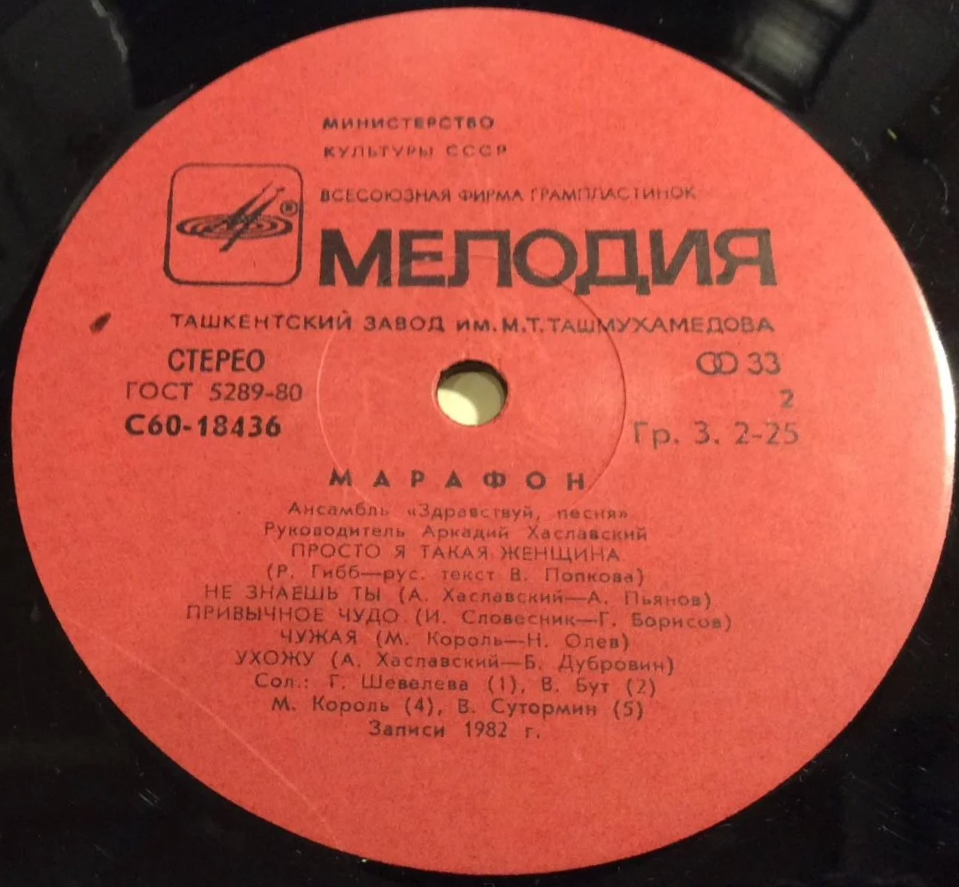 МИНИСТЕРСТВО
КУЛЬТУРЫ СССР
ВСЕСОЮЗНАЯ ФИРМА ГРАМПЛАСТИНОК
®
МЕЛОДИЯ
ТАШКЕНТСКИЙ ЗАВОД ИМ. М.Т. ТАШМУХАМЕДОВА
СТЕРЕО 33
ГОСТ 5289-80 2
С60-18436 Гр. 3. 2-25
МАРАФОН
Ансамбль «Здравствуй, песня»
Руководитель Аркадий Хаславский
ПРОСТО Я ТАКАЯ ЖЕНЩИНА
(Р. Гибб—рус. текст В. Попкова)
НЕ ЗНАЕШЬ ТЫ (А. Хаславский—А. Пьянов)
ПРИВЫЧНОЕ ЧУДО (И. Словесник—Г. Борисов)
ЧУЖАЯ (М. Король—Н. Олев)
УХОЖУ (А. Хаславский—Б. Дубровин)
Сол.: Г. Шевелева (1), В. Бут (2)
М. Король (4), В. Сутормин (5)
Записи 1982 г.